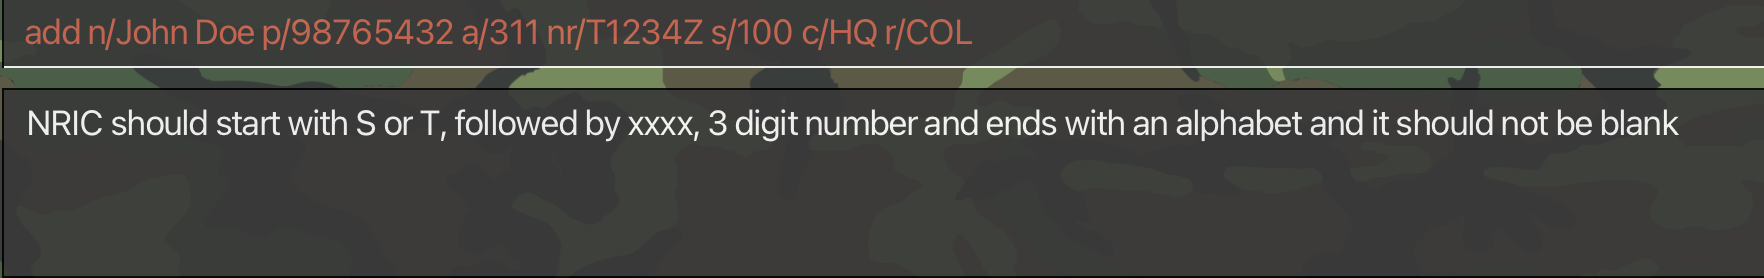 add n/John Doe p/98765432 a/311 nr/T1234Z s/100 c/HQ r/COL
NRIC should start with S or T, followed by xxxx, 3 digit number and ends with an alphabet and it should not be blank